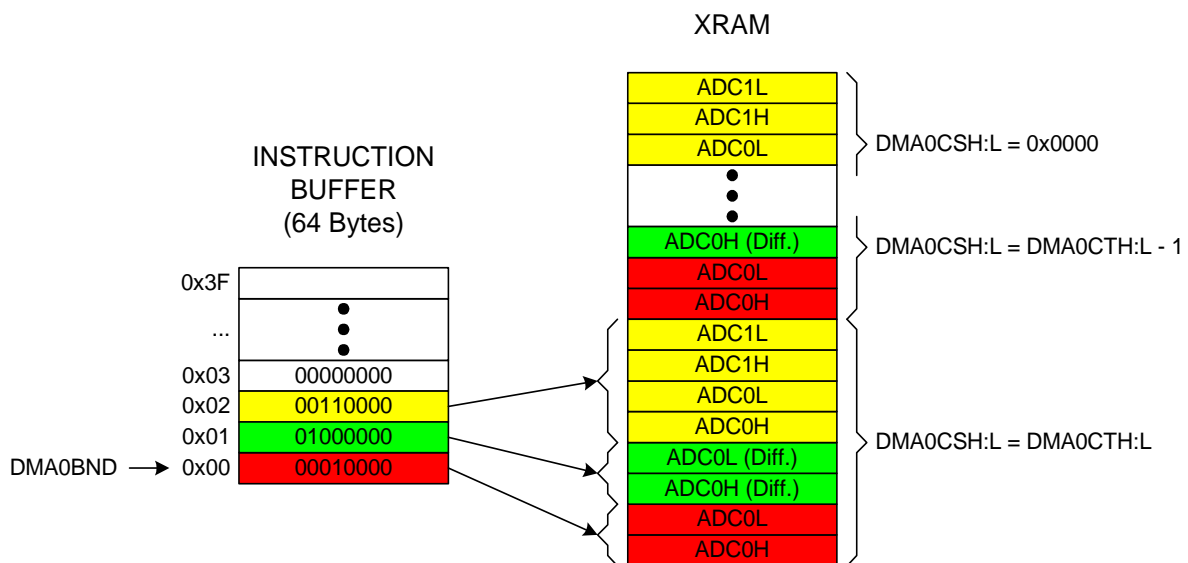 XRAM
ADC1L
ADC1H
ADC0L
DMA0CSH:L = 0x0000
INSTRUCTION
BUFFER
(64 Bytes)
ADC0H (Diff.)
DMA0CSH:L = DMA0CTH:L - 1
ADC0L
0x3F
ADC0H
...
ADC1L
ADC1H
0x03 00000000
ADC0L
0x02 00110000
ADC0H
0x01 01000000
DMA0CSH:L = DMA0CTH:L
ADC0L (Diff.)
DMA0BND 0x00 00010000
ADC0H (Diff.)
ADC0L
ADC0H